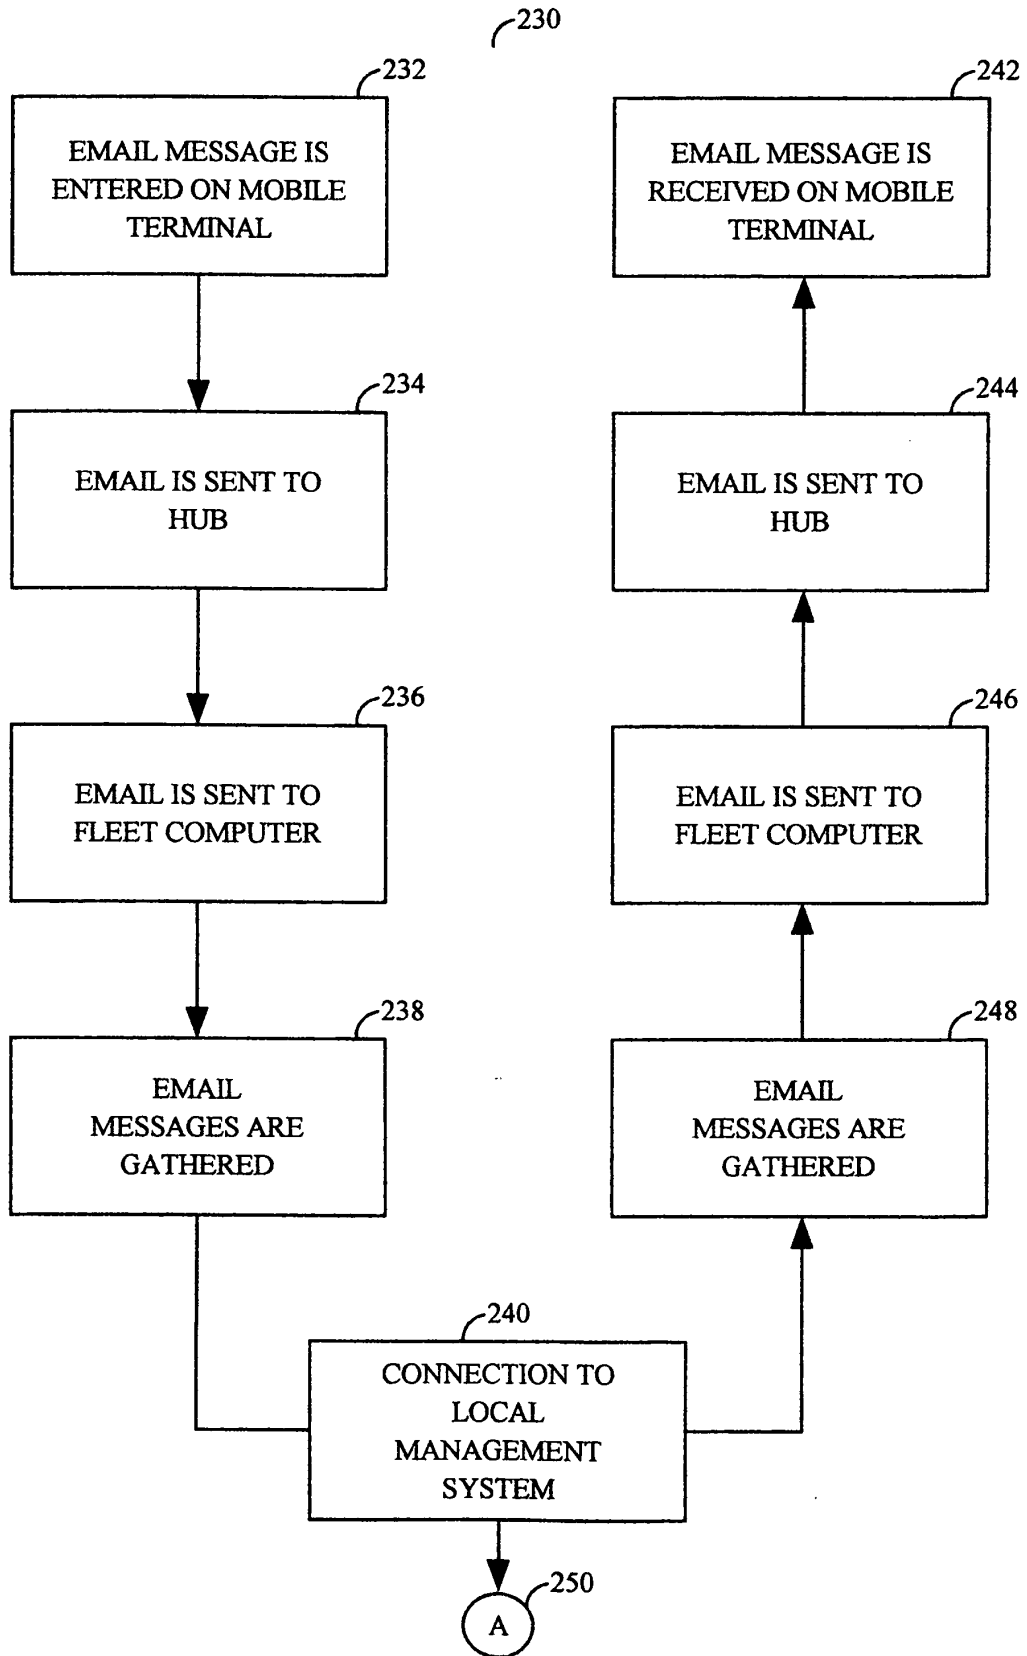 230
232
EMAIL MESSAGE IS
ENTERED ON MOBILE
TERMINAL
242
EMAIL MESSAGE IS
RECEIVED ON MOBILE
TERMINAL
234
EMAIL IS SENT TO
HUB
244
EMAIL IS SENT TO
HUB
236
EMAIL IS SENT TO
FLEET COMPUTER
246
EMAIL IS SENT TO
FLEET COMPUTER
238
EMAIL
MESSAGES ARE
GATHERED
248
EMAIL
MESSAGES ARE
GATHERED
240
CONNECTION TO
LOCAL
MANAGEMENT
SYSTEM
250
A